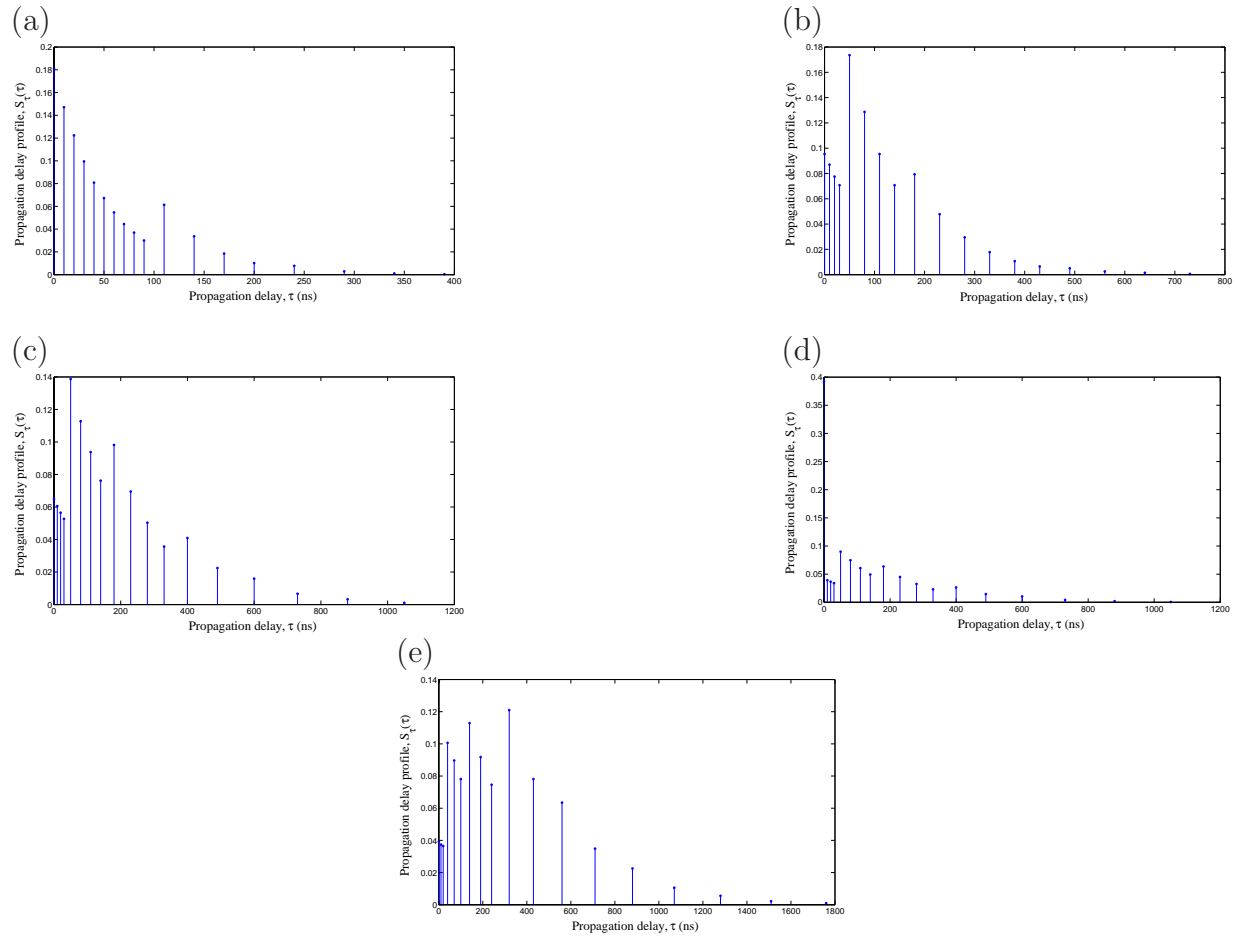 (a)
0.2
0.18
0.16
0.14
0.12
0.1
0.08
0.06
0.04
0.02
0
0 50 100 150 200 250 300 350 400
Propagation delay profile, S_τ(τ)
Propagation delay, τ (ns)
(b)
0.18
0.16
0.14
0.12
0.1
0.08
0.06
0.04
0.02
0
0 100 200 300 400 500 600 700 800
Propagation delay profile, S_τ(τ)
Propagation delay, τ (ns)
(c)
0.14
0.12
0.1
0.08
0.06
0.04
0.02
0
0 200 400 600 800 1000 1200
Propagation delay profile, S_τ(τ)
Propagation delay, τ (ns)
(d)
0.4
0.35
0.3
0.25
0.2
0.15
0.1
0.05
0
0 200 400 600 800 1000 1200
Propagation delay profile, S_τ(τ)
Propagation delay, τ (ns)
(e)
0.14
0.12
0.1
0.08
0.06
0.04
0.02
0
0 200 400 600 800 1000 1200 1400 1600 1800
Propagation delay profile, S_τ(τ)
Propagation delay, τ (ns)